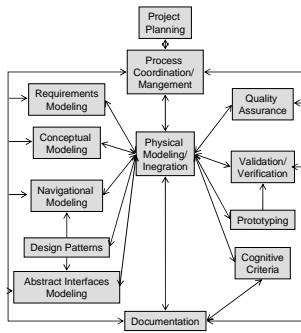 Project
Planning
Process
Coordination/
Mangement
Requirements
Modeling
Quality
Assurance
Conceptual
Modeling
Physical
Modeling/
Inegration
Validation/
Verification
Navigational
Modeling
Prototyping
Design Patterns
Cognitive
Criteria
Abstract Interfaces
Modeling
Documentation